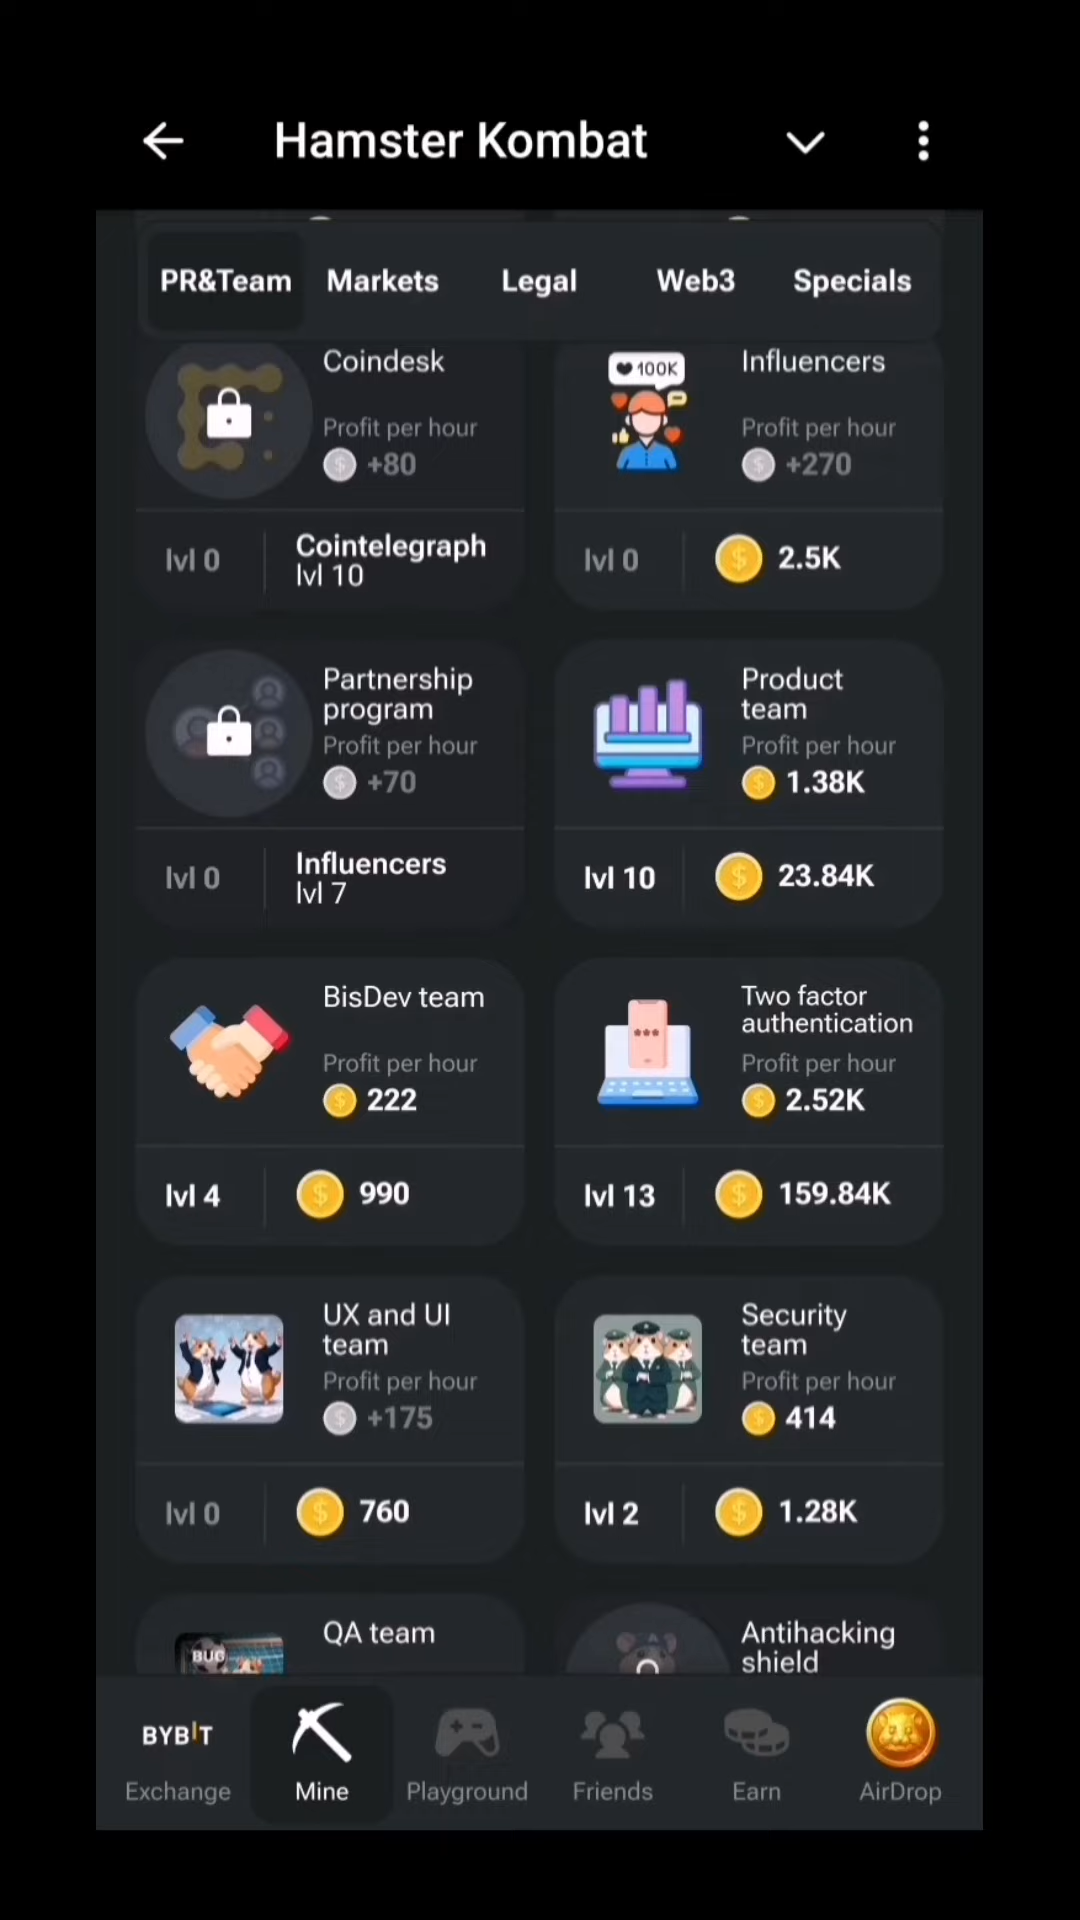 Hamster Kombat
PR&Team Markets Legal Web3 Specials
Coindesk
Profit per hour
+80
lvl 0
Cointelegraph
lvl 10
100K
Influencers
Profit per hour
+270
lvl 0
2.5K
Partnership
program
Profit per hour
+70
lvl 0
Influencers
lvl 7
Product
team
Profit per hour
1.38K
lvl 10
23.84K
BisDev team
Profit per hour
222
lvl 4
990
Two factor
authentication
Profit per hour
2.52K
lvl 13
159.84K
UX and UI
team
Profit per hour
+175
lvl 0
760
Security
team
Profit per hour
414
lvl 2
1.28K
BUG
QA team
Antihacking
shield
BYBIT
Exchange Mine Playground Friends Earn AirDrop